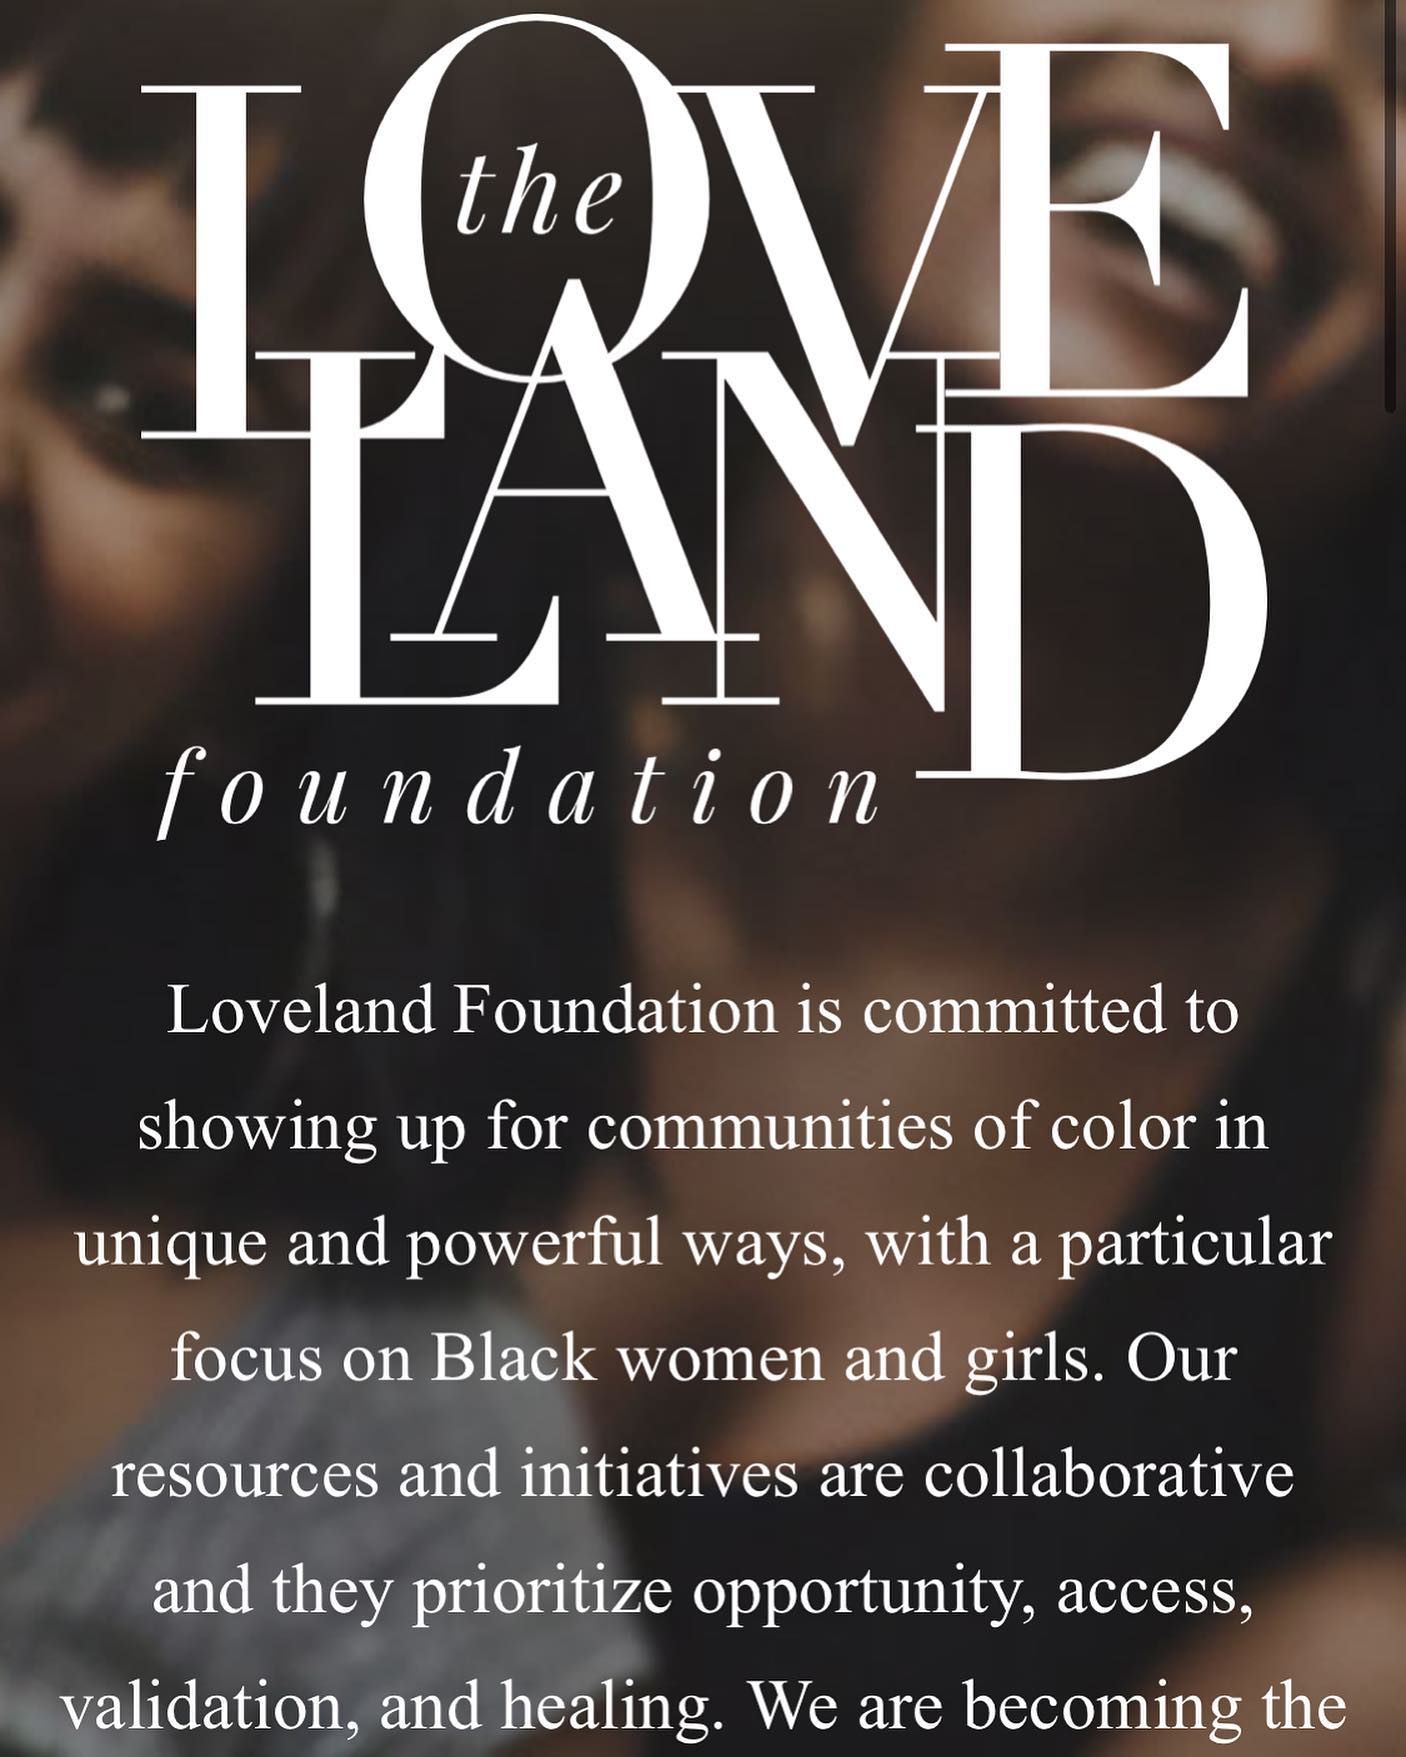 the
LOVE
LAND
foundation
Loveland Foundation is committed to
showing up for communities of color in
unique and powerful ways, with a particular
focus on Black women and girls. Our
resources and initiatives are collaborative
and they prioritize opportunity, access,
validation, and healing. We are becoming the